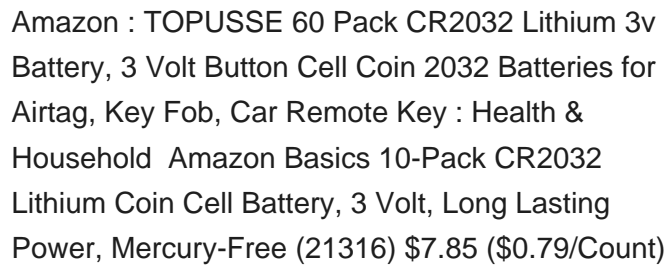 Amazon : TOPUSSE 60 Pack CR2032 Lithium 3v
Battery, 3 Volt Button Cell Coin 2032 Batteries for
Airtag, Key Fob, Car Remote Key : Health &
Household  Amazon Basics 10-Pack CR2032
Lithium Coin Cell Battery, 3 Volt, Long Lasting
Power, Mercury-Free (21316) $7.85 ($0.79/Count)